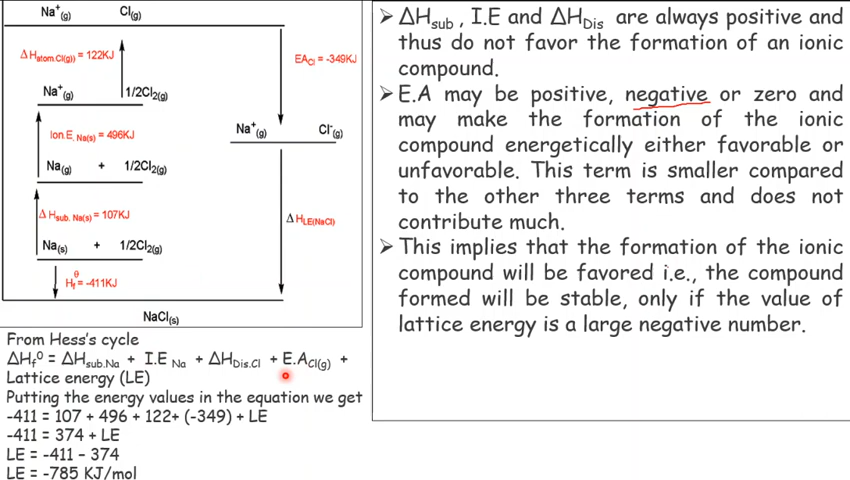 Na⁺(g) Cl(g)
Δ Hatom.Cl(g)) = 122KJ
EACl = -349KJ
Na⁺(g) 1/2Cl2(g)
Ion.E, Na(s) = 496KJ
Na⁺(g) Cl⁻(g)
Na(g) + 1/2Cl2(g)
Δ Hsub. Na(s) = 107KJ
Δ HLE(NaCl)
Na(s) + 1/2Cl2(g)
Hfθ = -411KJ
NaCl(s)
From Hess's cycle
ΔHf⁰ = ΔHsub.Na + I.E Na + ΔHDis.Cl + E.ACl(g) +
Lattice energy (LE)
Putting the energy values in the equation we get
-411 = 107 + 496 + 122+ (-349) + LE
-411 = 374 + LE
LE = -411 – 374
LE = -785 KJ/mol
➢ ΔHsub , I.E and ΔHDis are always positive and
thus do not favor the formation of an ionic
compound.
➢ E.A may be positive, negative or zero and
may make the formation of the ionic
compound energetically either favorable or
unfavorable. This term is smaller compared
to the other three terms and does not
contribute much.
➢ This implies that the formation of the ionic
compound will be favored i.e., the compound
formed will be stable, only if the value of
lattice energy is a large negative number.